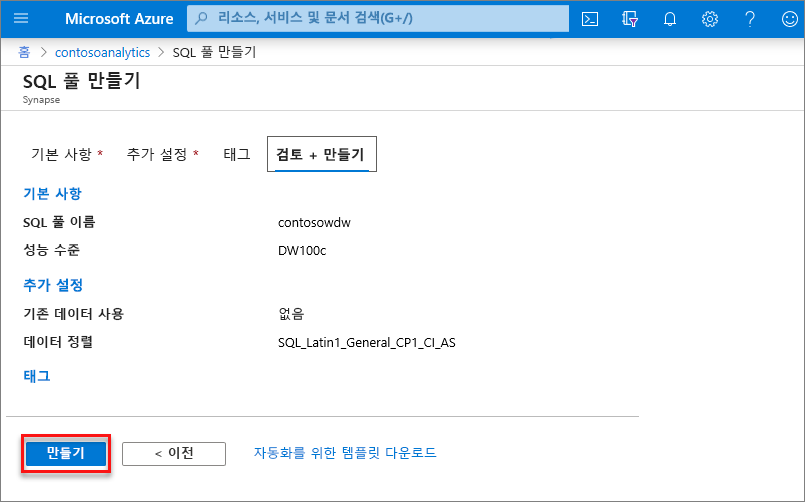 Microsoft Azure 리소스, 서비스 및 문서 검색(G+/)
홈 > contosoanalytics > SQL 풀 만들기
SQL 풀 만들기
Synapse
기본 사항 * 추가 설정 * 태그 검토 + 만들기
기본 사항
SQL 풀 이름 contosowdw
성능 수준 DW100c
추가 설정
기존 데이터 사용 없음
데이터 정렬 SQL_Latin1_General_CP1_CI_AS
태그
만들기 < 이전 자동화를 위한 템플릿 다운로드